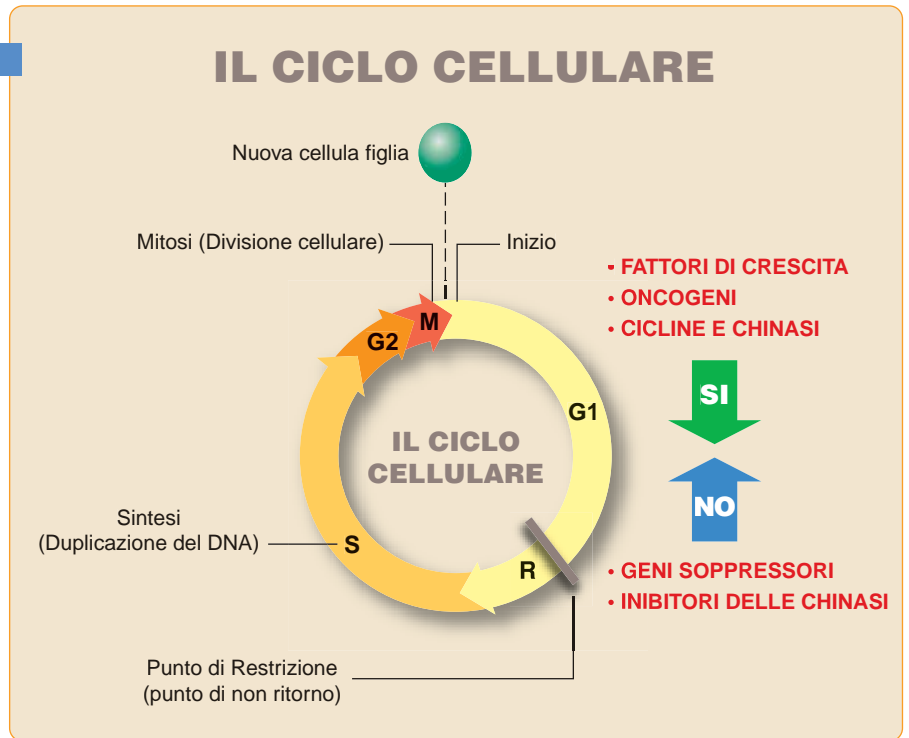 IL CICLO CELLULARE
Nuova cellula figlia
Mitosi (Divisione cellulare)
Inizio
• FATTORI DI CRESCITA
• ONCOGENI
• CICLINE E CHINASI
M
G2
G1
SI
IL CICLO
CELLULARE
NO
Sintesi
(Duplicazione del DNA)
S
R
• GENI SOPPRESSORI
• INIBITORI DELLE CHINASI
Punto di Restrizione
(punto di non ritorno)